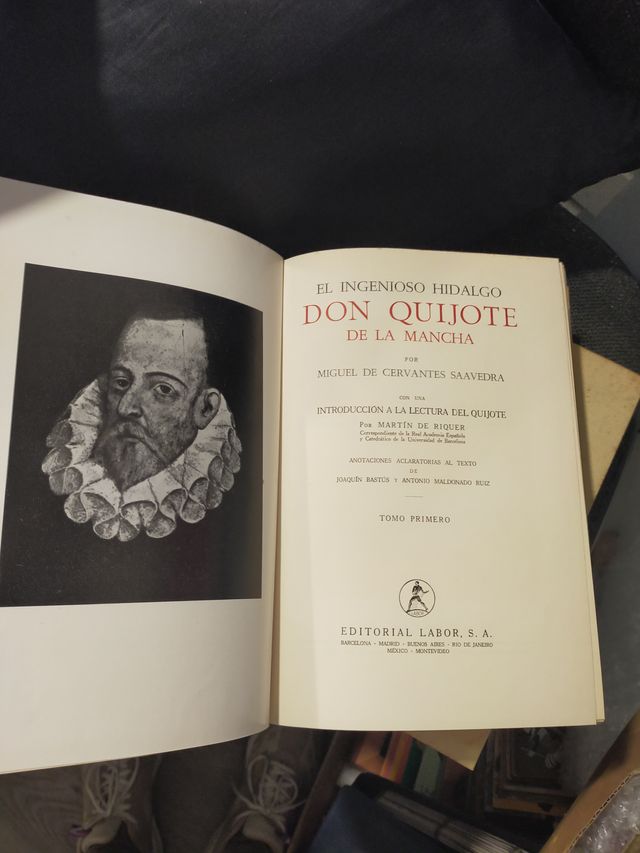 EL INGENIOSO HIDALGO
DON QUIJOTE
DE LA MANCHA
POR
MIGUEL DE CERVANTES SAAVEDRA
CON UNA
INTRODUCCIÓN A LA LECTURA DEL QUIJOTE
POR MARTÍN DE RIQUER
Correspondiente de la Real Academia Española
y Catedrático de la Universidad de Barcelona
ANOTACIONES ACLARATORIAS AL TEXTO
DE
JOAQUÍN BASTÚS Y ANTONIO MALDONADO RUIZ
TOMO PRIMERO
LABOR
EDITORIAL LABOR, S. A.
BARCELONA - MADRID - BUENOS AIRES - RIO DE JANEIRO
MÉXICO - MONTEVIDEO